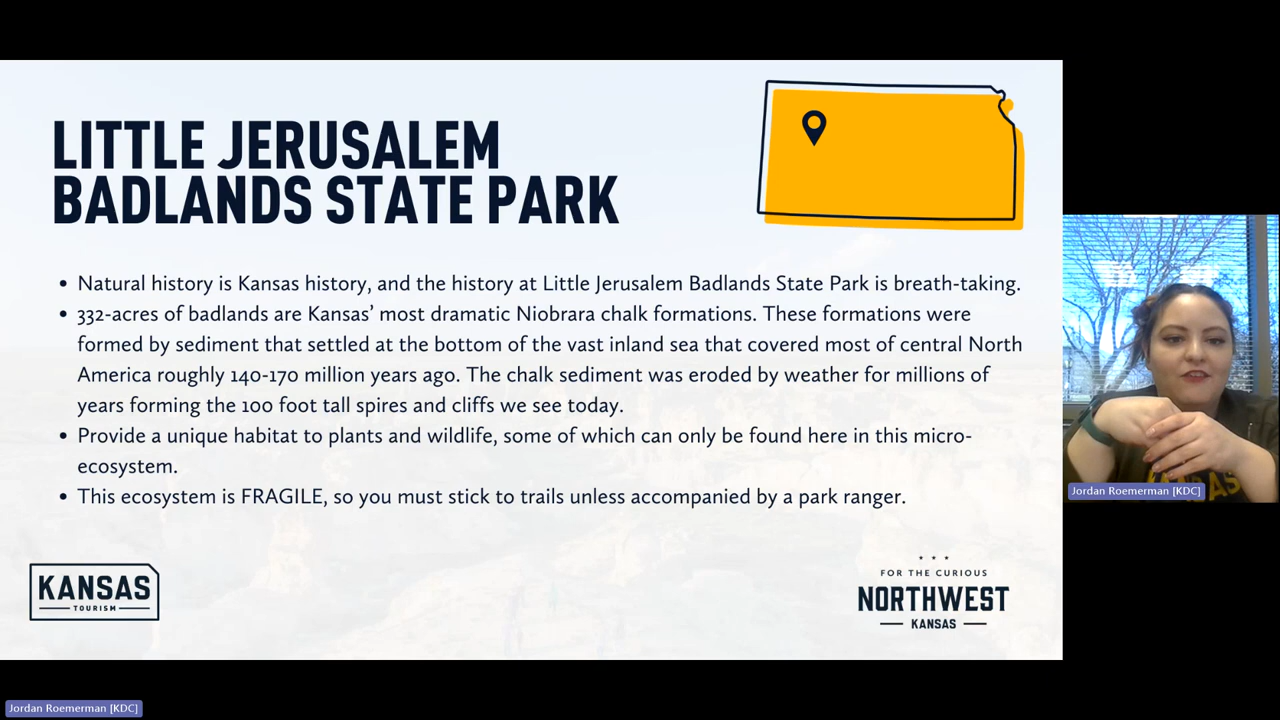 LITTLE JERUSALEM
BADLANDS STATE PARK
• Natural history is Kansas history, and the history at Little Jerusalem Badlands State Park is breath-taking.
• 332-acres of badlands are Kansas’ most dramatic Niobrara chalk formations. These formations were
formed by sediment that settled at the bottom of the vast inland sea that covered most of central North
America roughly 140-170 million years ago. The chalk sediment was eroded by weather for millions of
years forming the 100 foot tall spires and cliffs we see today.
• Provide a unique habitat to plants and wildlife, some of which can only be found here in this micro-
ecosystem.
• This ecosystem is FRAGILE, so you must stick to trails unless accompanied by a park ranger.
KANSAS
TOURISM
FOR THE CURIOUS
NORTHWEST
KANSAS
Jordan Roemerman [KDC]
Jordan Roemerman [KDC]